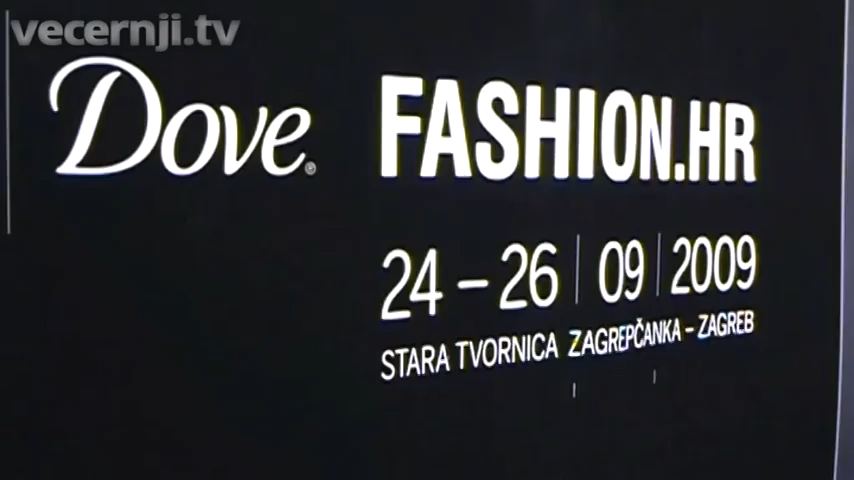 vecernji.tv
Dove®
FASHION.HR
24 – 26 | 09 | 2009
STARA TVORNICA ZAGREPČANKA – ZAGREB